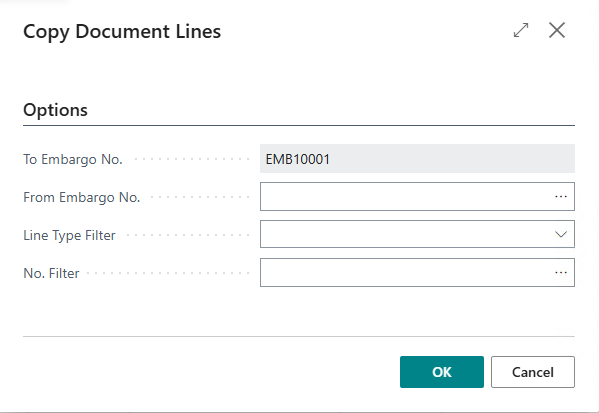 Copy Document Lines
Options
To Embargo No. EMB10001
From Embargo No.
Line Type Filter
No. Filter
OK Cancel